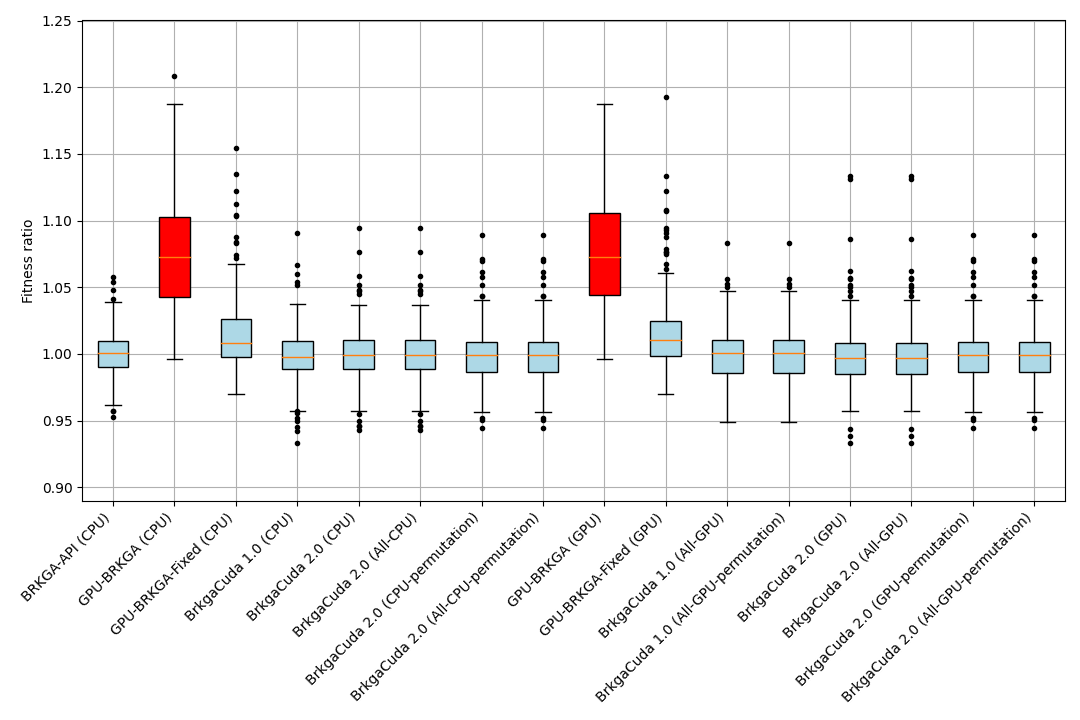 Fitness ratio
1.25
1.20
1.15
1.10
1.05
1.00
0.95
0.90
BRKGA-API (CPU)
GPU-BRKGA (CPU)
GPU-BRKGA-Fixed (CPU)
BrkgaCuda 1.0 (CPU)
BrkgaCuda 2.0 (CPU)
BrkgaCuda 2.0 (All-CPU)
BrkgaCuda 2.0 (CPU-permutation)
BrkgaCuda 2.0 (All-CPU-permutation)
GPU-BRKGA (GPU)
GPU-BRKGA-Fixed (GPU)
BrkgaCuda 1.0 (All-GPU)
BrkgaCuda 1.0 (All-GPU-permutation)
BrkgaCuda 2.0 (GPU)
BrkgaCuda 2.0 (All-GPU)
BrkgaCuda 2.0 (GPU-permutation)
BrkgaCuda 2.0 (All-GPU-permutation)